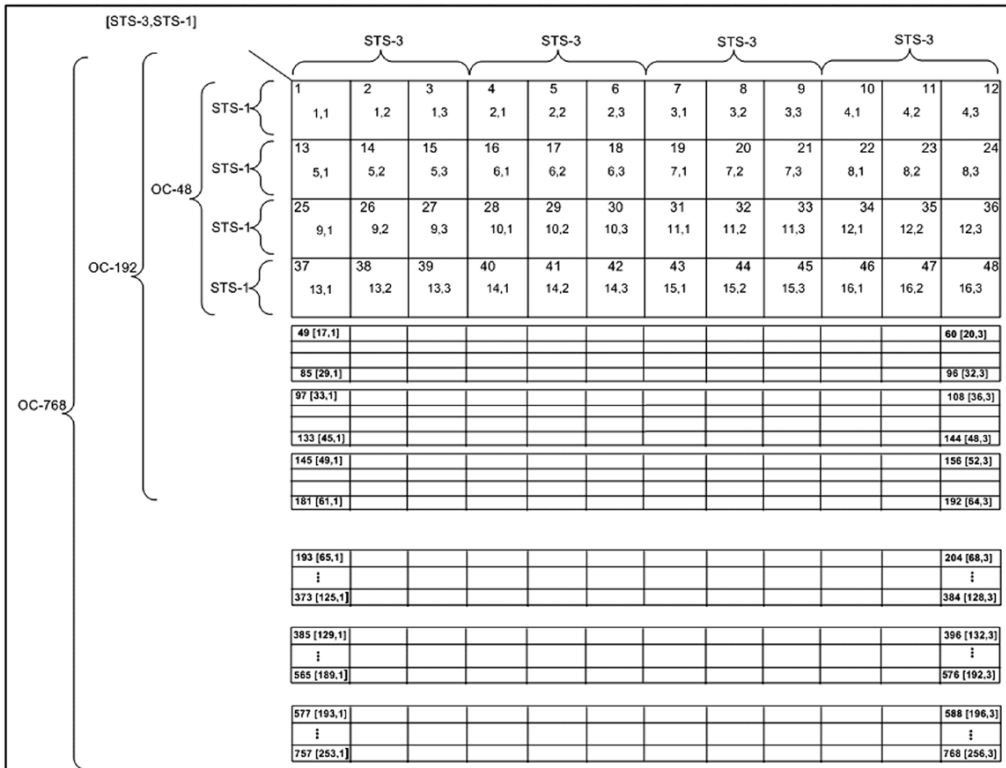 [STS-3,STS-1]
STS-3 STS-3 STS-3 STS-3
1 2 3 4 5 6 7 8 9 10 11 12
STS-1 1,1 1,2 1,3 2,1 2,2 2,3 3,1 3,2 3,3 4,1 4,2 4,3
13 14 15 16 17 18 19 20 21 22 23 24
STS-1 5,1 5,2 5,3 6,1 6,2 6,3 7,1 7,2 7,3 8,1 8,2 8,3
OC-48
25 26 27 28 29 30 31 32 33 34 35 36
STS-1 9,1 9,2 9,3 10,1 10,2 10,3 11,1 11,2 11,3 12,1 12,2 12,3
OC-192
37 38 39 40 41 42 43 44 45 46 47 48
STS-1 13,1 13,2 13,3 14,1 14,2 14,3 15,1 15,2 15,3 16,1 16,2 16,3
49 [17,1] 60 [20,3]
85 [29,1] 96 [32,3]
97 [33,1] 108 [36,3]
OC-768
133 [45,1] 144 [48,3]
145 [49,1] 156 [52,3]
181 [61,1] 192 [64,3]
193 [65,1] 204 [68,3]
⋮ ⋮
373 [125,1] 384 [128,3]
385 [129,1] 396 [132,3]
⋮ ⋮
565 [189,1] 576 [192,3]
577 [193,1] 588 [196,3]
⋮ ⋮
757 [253,1] 768 [256,3]